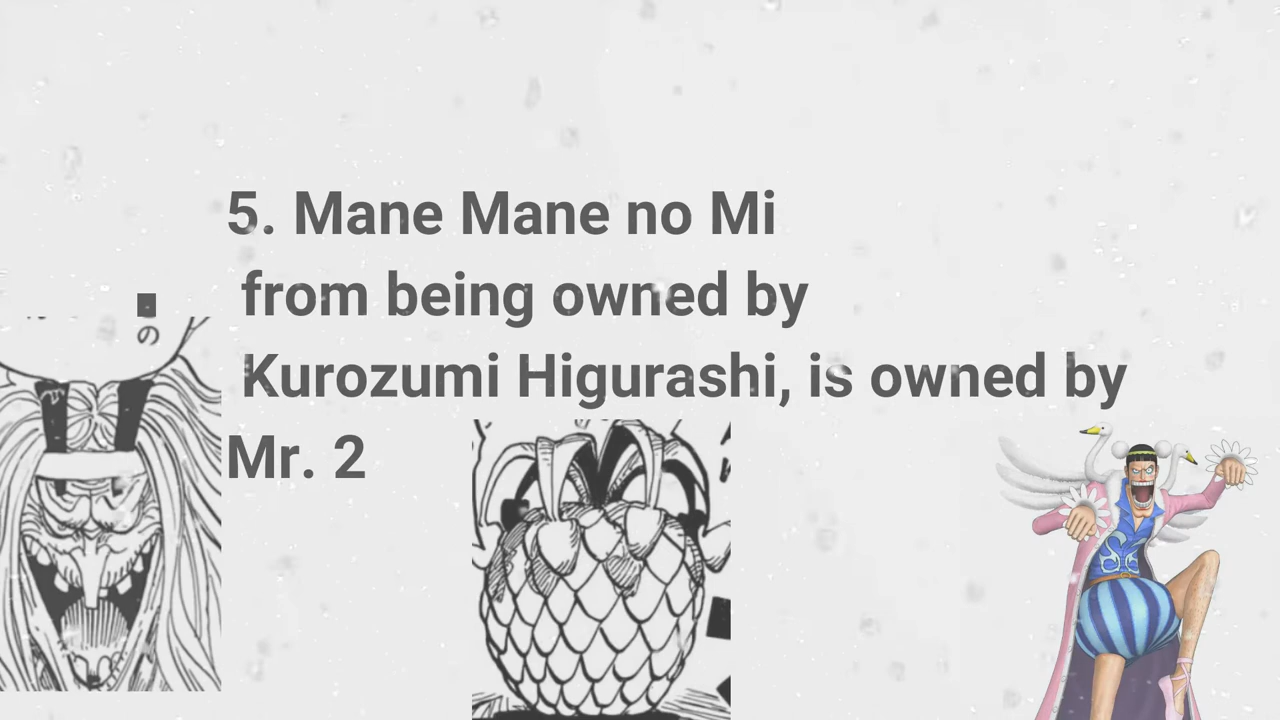 5. Mane Mane no Mi
from being owned by
Kurozumi Higurashi, is owned by
Mr. 2
の